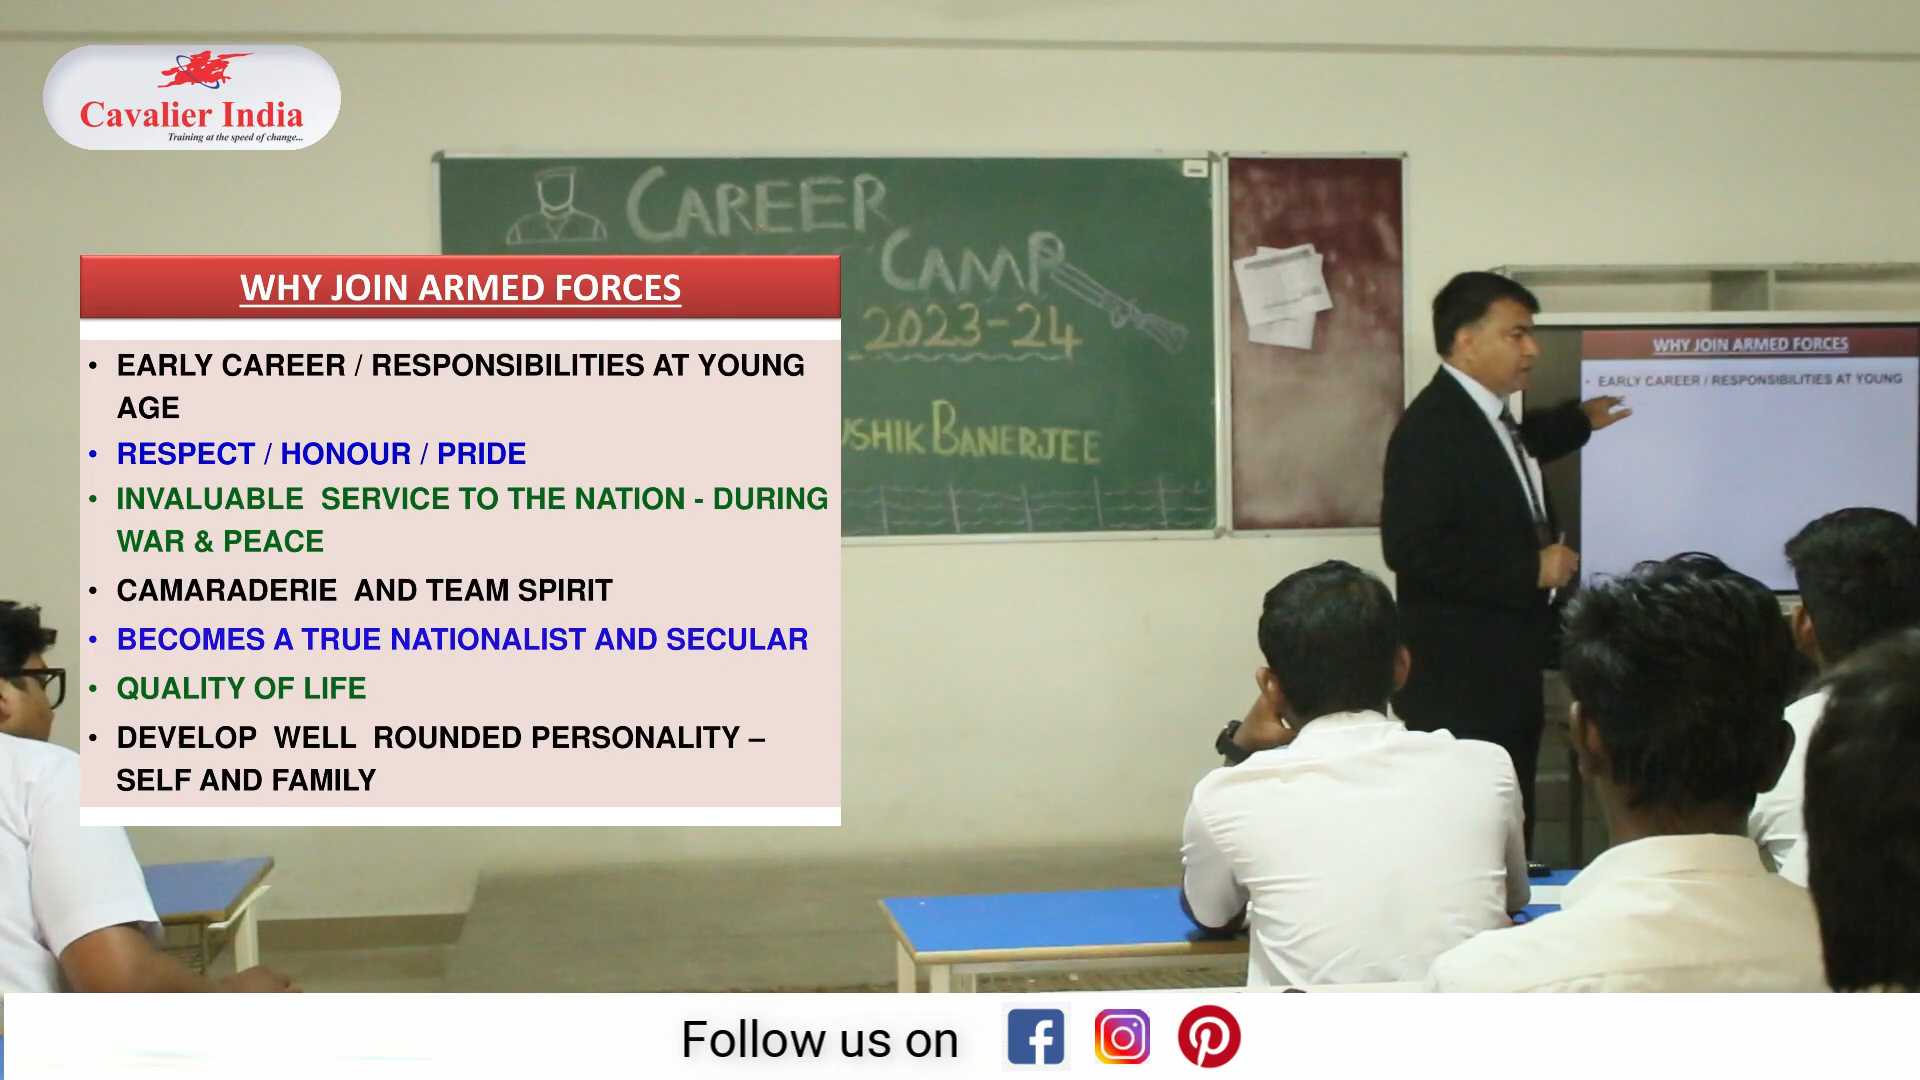 Cavalier India
Training at the speed of change...
CAREER
CAMP
2023-24
BANERJEE
WHY JOIN ARMED FORCES
• EARLY CAREER / RESPONSIBILITIES AT YOUNG
AGE
• RESPECT / HONOUR / PRIDE
• INVALUABLE SERVICE TO THE NATION - DURING
WAR & PEACE
• CAMARADERIE AND TEAM SPIRIT
• BECOMES A TRUE NATIONALIST AND SECULAR
• QUALITY OF LIFE
• DEVELOP WELL ROUNDED PERSONALITY –
SELF AND FAMILY
WHY JOIN ARMED FORCES
• EARLY CAREER / RESPONSIBILITIES AT YOUNG
Follow us on